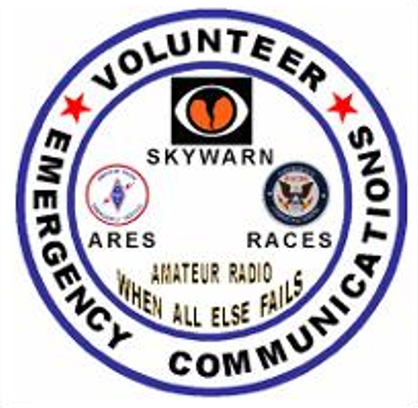 VOLUNTEER
EMERGENCY COMMUNICATIONS
SKYWARN
ARES
RACES
AMATEUR RADIO
WHEN ALL ELSE FAILS